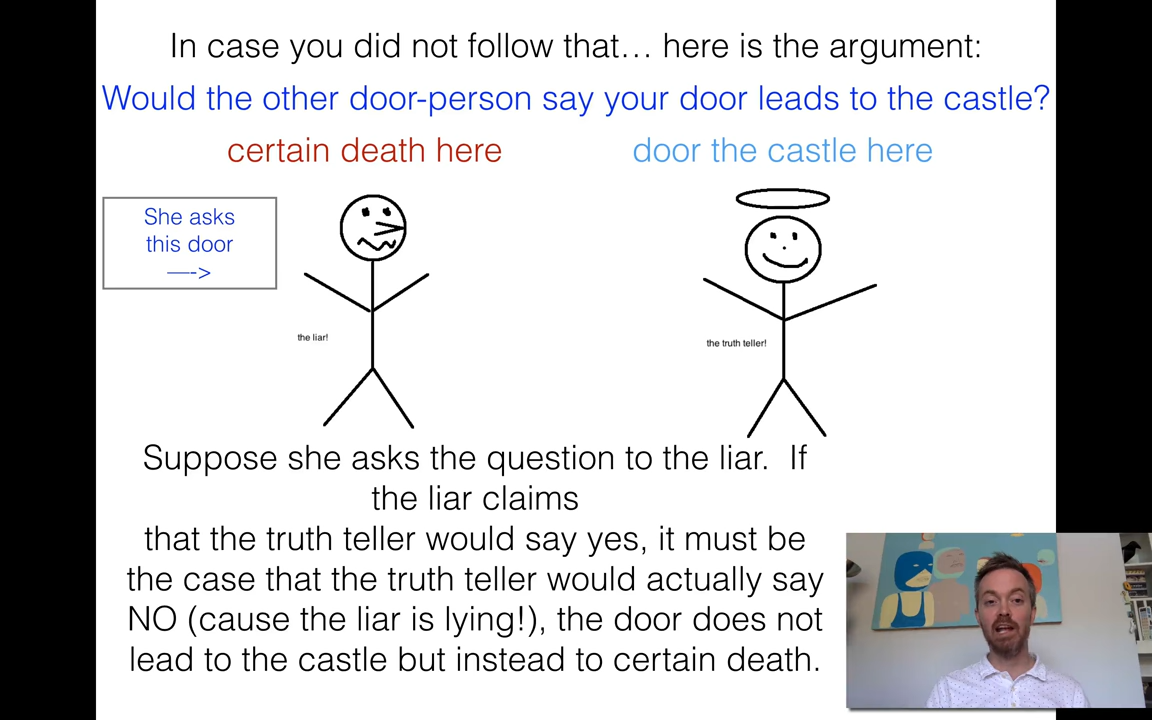 In case you did not follow that… here is the argument:
Would the other door-person say your door leads to the castle?
certain death here
door the castle here
She asks
this door
—->
the liar!
the truth teller!
Suppose she asks the question to the liar.  If
the liar claims
that the truth teller would say yes, it must be
the case that the truth teller would actually say
NO (cause the liar is lying!), the door does not
lead to the castle but instead to certain death.